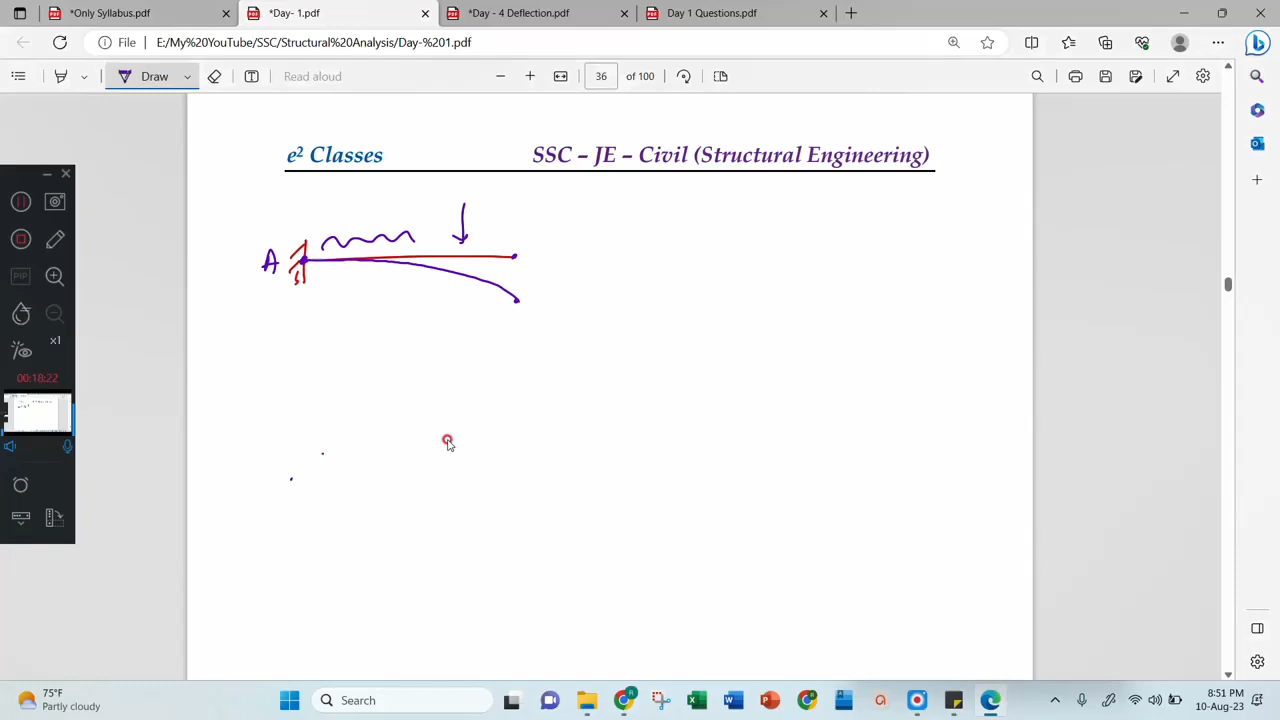 *Only Syllabus.pdf
*Day- 1.pdf
*Day - 4 Deflection.pdf
Day 1 Questions.pdf
File
E:/My%20YouTube/SSC/Structural%20Analysis/Day-%201.pdf
Draw
Read aloud
36
of 100
e² Classes
SSC – JE – Civil (Structural Engineering)
A
PIP
x1
00:18:22
75°F
Partly cloudy
Search
8:51 PM
10-Aug-23